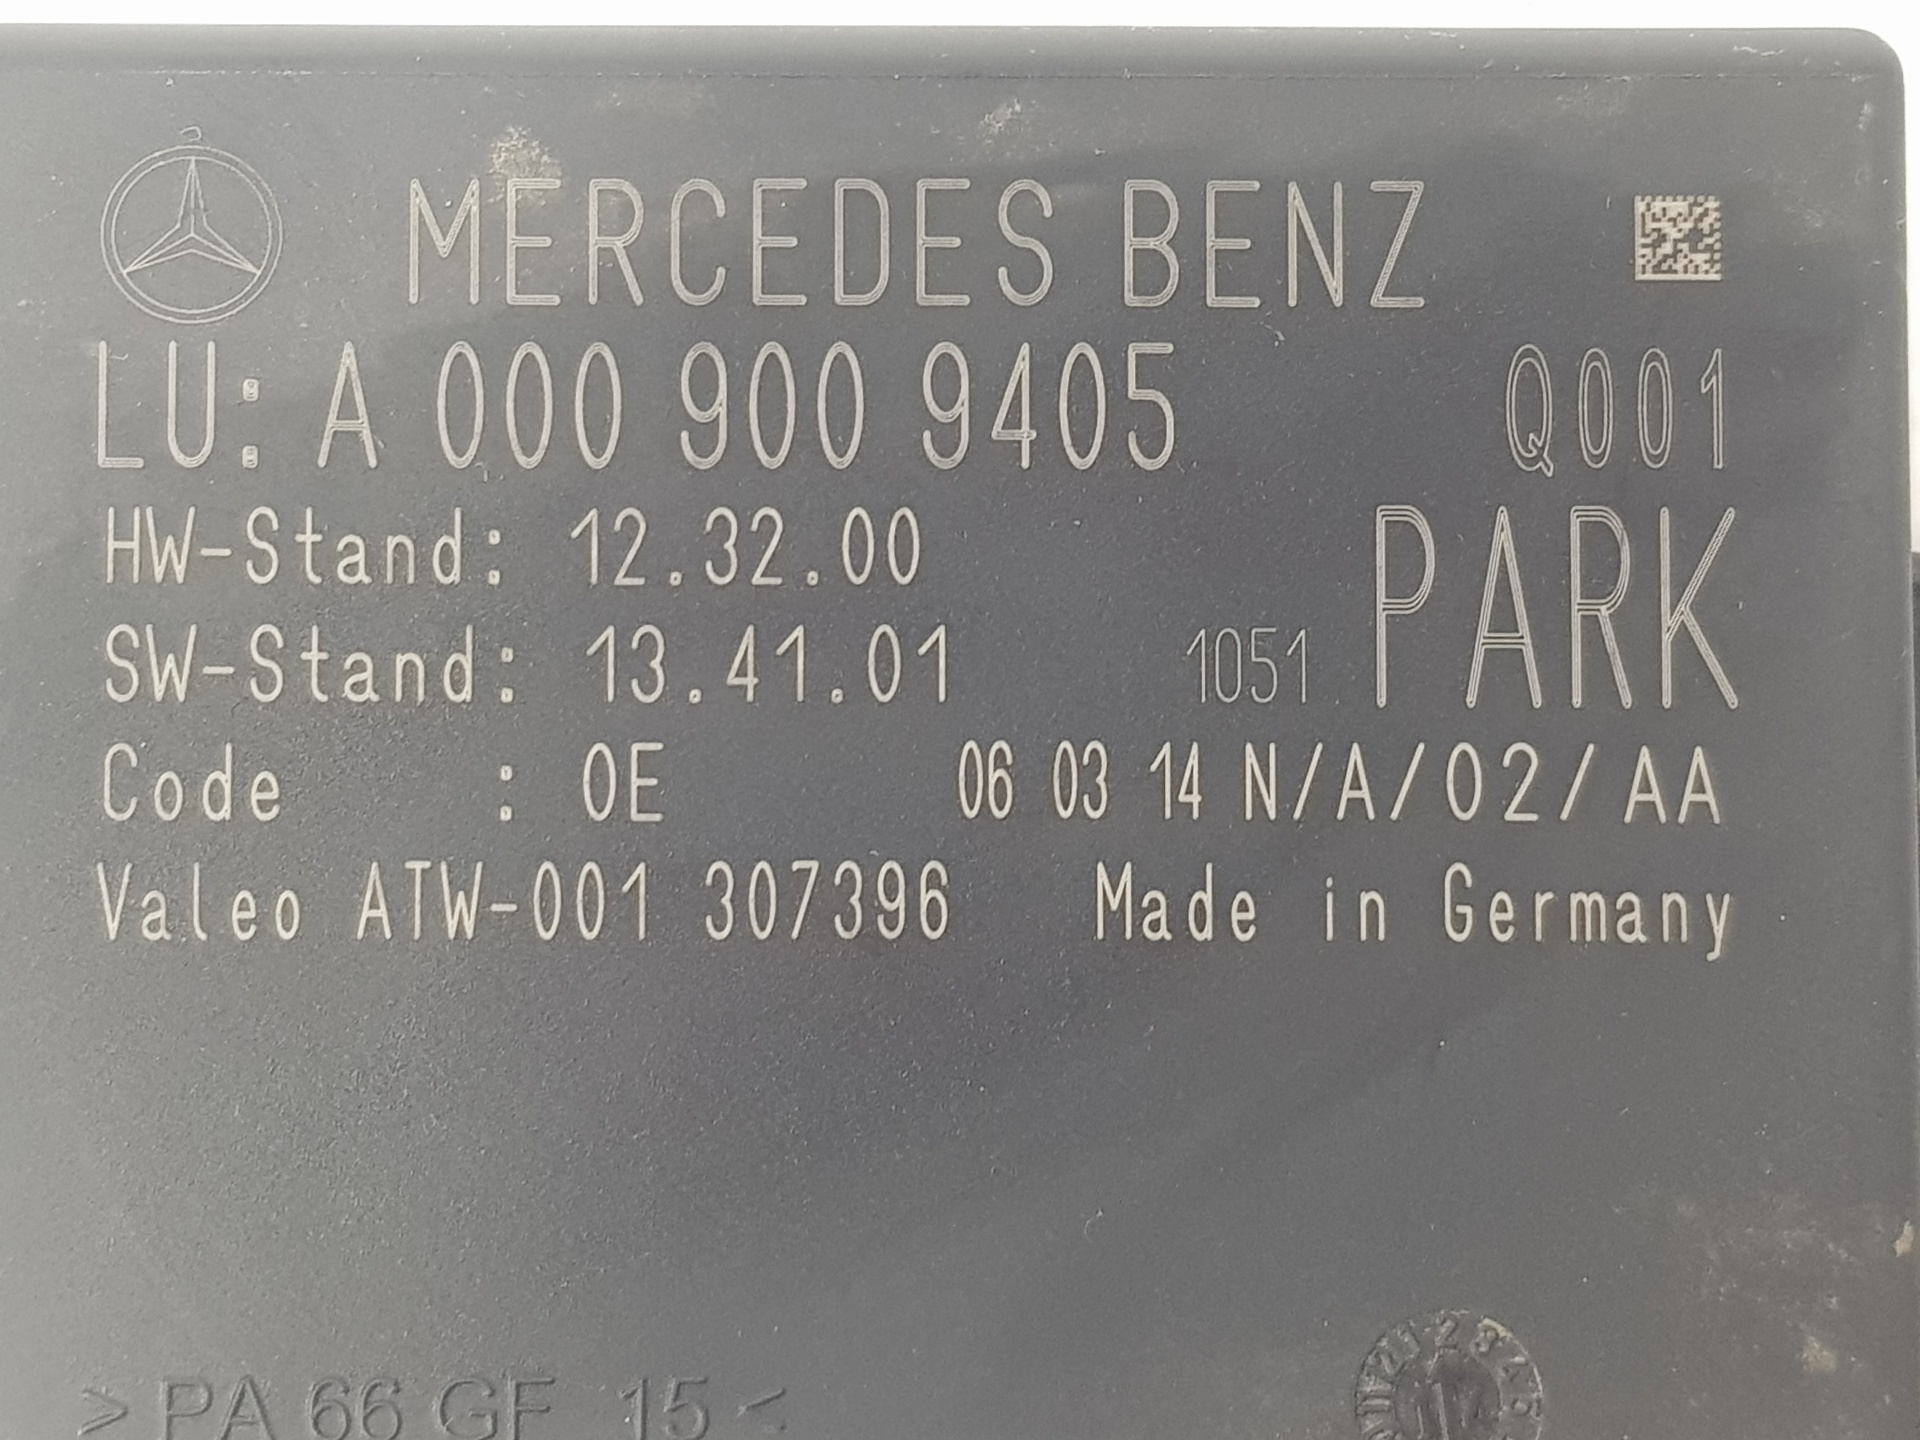 MERCEDES BENZ
LU: A 000 900 9405 Q001
HW-Stand: 12.32.00
PARK
SW-Stand: 13.41.01 1051
Code : 0E 06 03 14 N/A/02/AA
Valeo ATW-001 307396 Made in Germany
>PA 66 GF 15<